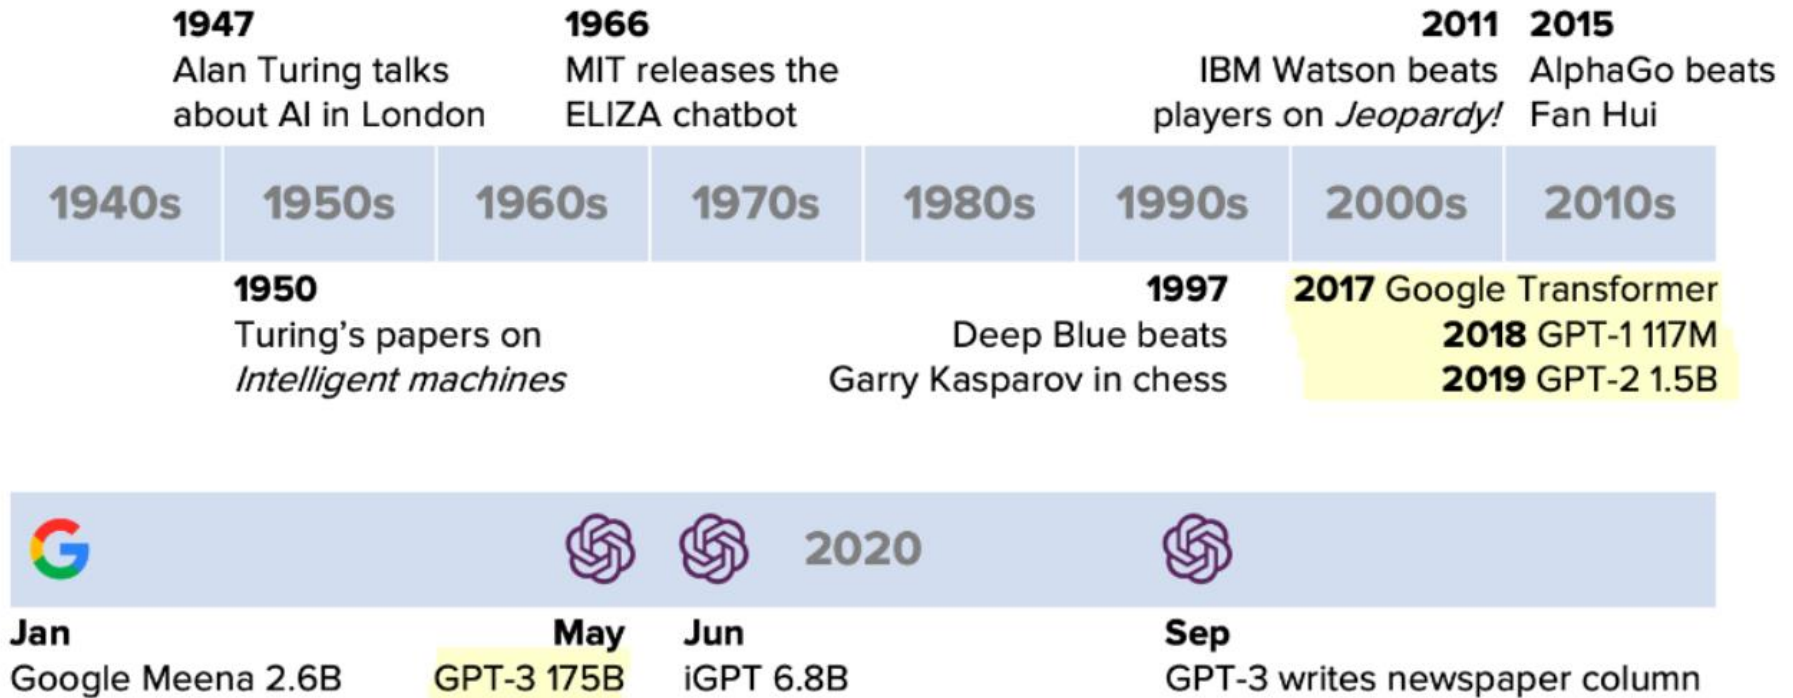 1947
Alan Turing talks
about AI in London
1966
MIT releases the
ELIZA chatbot
2011
IBM Watson beats
players on Jeopardy!
2015
AlphaGo beats
Fan Hui
1940s
1950s
1960s
1970s
1980s
1990s
2000s
2010s
1950
Turing’s papers on
Intelligent machines
1997
Deep Blue beats
Garry Kasparov in chess
2017 Google Transformer
2018 GPT-1 117M
2019 GPT-2 1.5B
2020
Jan
Google Meena 2.6B
May
GPT-3 175B
Jun
iGPT 6.8B
Sep
GPT-3 writes newspaper column